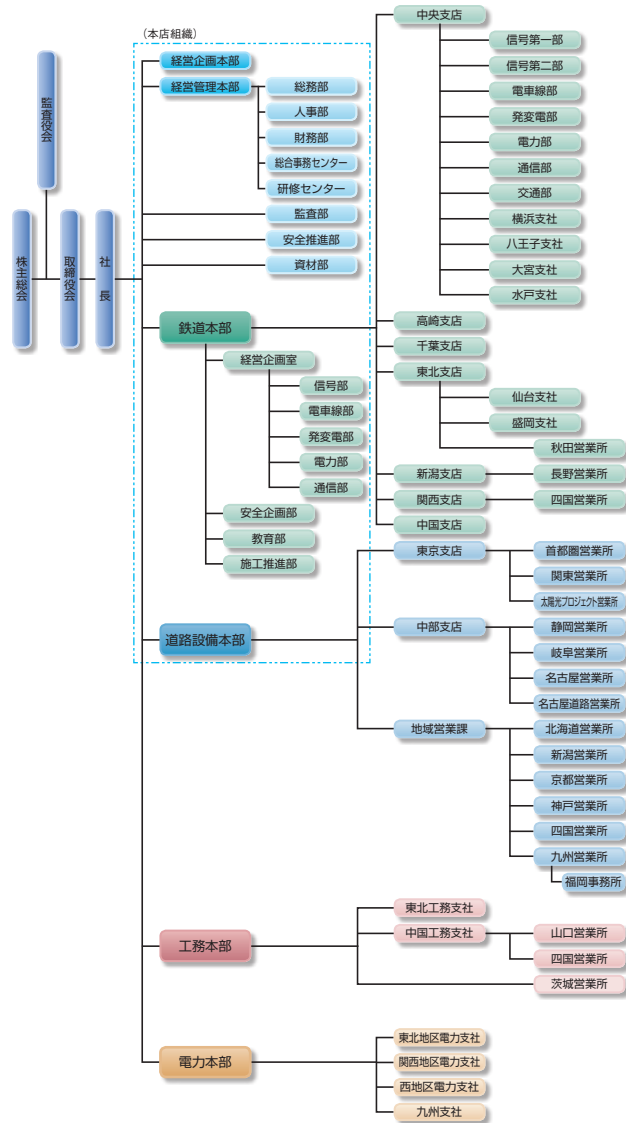 (本店組織)
監査役会
株主総会
取締役会
社長
経営企画本部
経営管理本部
総務部
人事部
財務部
総合事務センター
研修センター
監査部
安全推進部
資材部
鉄道本部
経営企画室
信号部
電車線部
発変電部
電力部
通信部
安全企画部
教育部
施工推進部
中央支店
信号第一部
信号第二部
電車線部
発変電部
電力部
通信部
交通部
横浜支社
八王子支社
大宮支社
水戸支社
高崎支店
千葉支店
東北支店
仙台支社
盛岡支社
秋田営業所
新潟支店
長野営業所
関西支店
四国営業所
中国支店
道路設備本部
東京支店
首都圏営業所
関東営業所
太陽光プロジェクト営業所
中部支店
静岡営業所
岐阜営業所
名古屋営業所
名古屋道路営業所
地域営業課
北海道営業所
新潟営業所
京都営業所
神戸営業所
四国営業所
九州営業所
福岡事務所
工務本部
東北工務支社
中国工務支社
山口営業所
四国営業所
茨城営業所
電力本部
東北地区電力支社
関西地区電力支社
西地区電力支社
九州支社